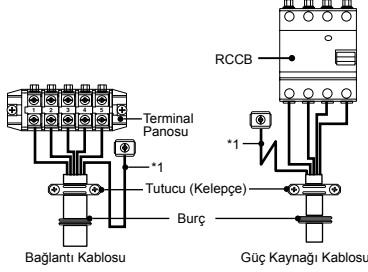 RCCB
1 2 3 4 5
Terminal
Panosu
*1
*1
Tutucu (Kelepçe)
Burç
Bağlantı Kablosu
Güç Kaynağı Kablosu